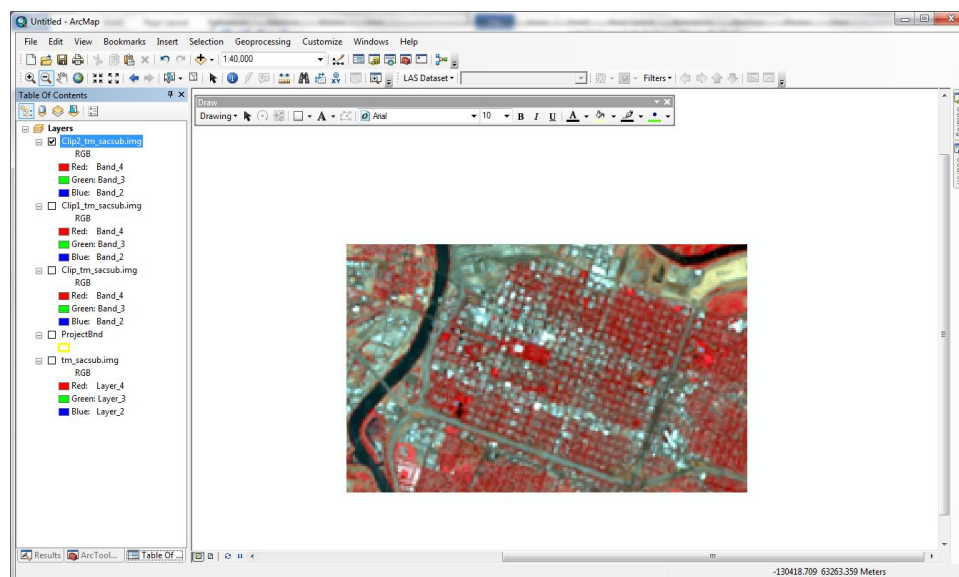 Untitled - ArcMap
File Edit View Bookmarks Insert Selection Geoprocessing Customize Windows Help
1:40,000
LAS Dataset
Filters
Table Of Contents
Draw
Drawing A Arial 10 B I U A
Layers
Clip2_tm_sacsub.img
RGB
Red: Band_4
Green: Band_3
Blue: Band_2
Clip1_tm_sacsub.img
RGB
Red: Band_4
Green: Band_3
Blue: Band_2
Clip_tm_sacsub.img
RGB
Red: Band_4
Green: Band_3
Blue: Band_2
ProjectBnd
tm_sacsub.img
RGB
Red: Layer_4
Green: Layer_3
Blue: Layer_2
Results ArcTool... Table Of ...
-130418.709 63263.359 Meters